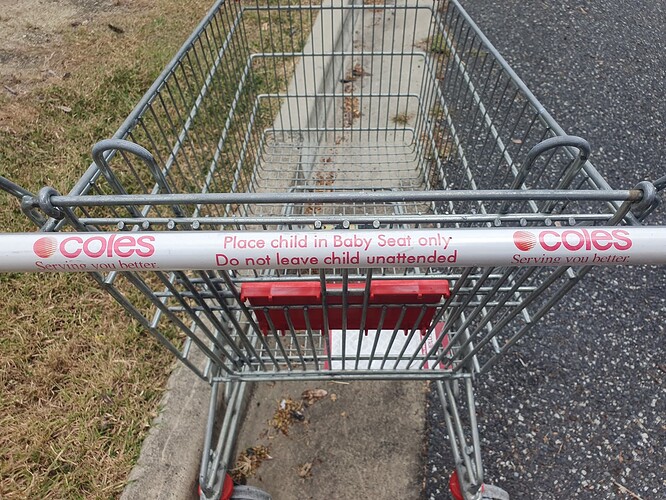 coles
Serving you better.
Place child in Baby Seat only
Do not leave child unattended
coles
Serving you better.